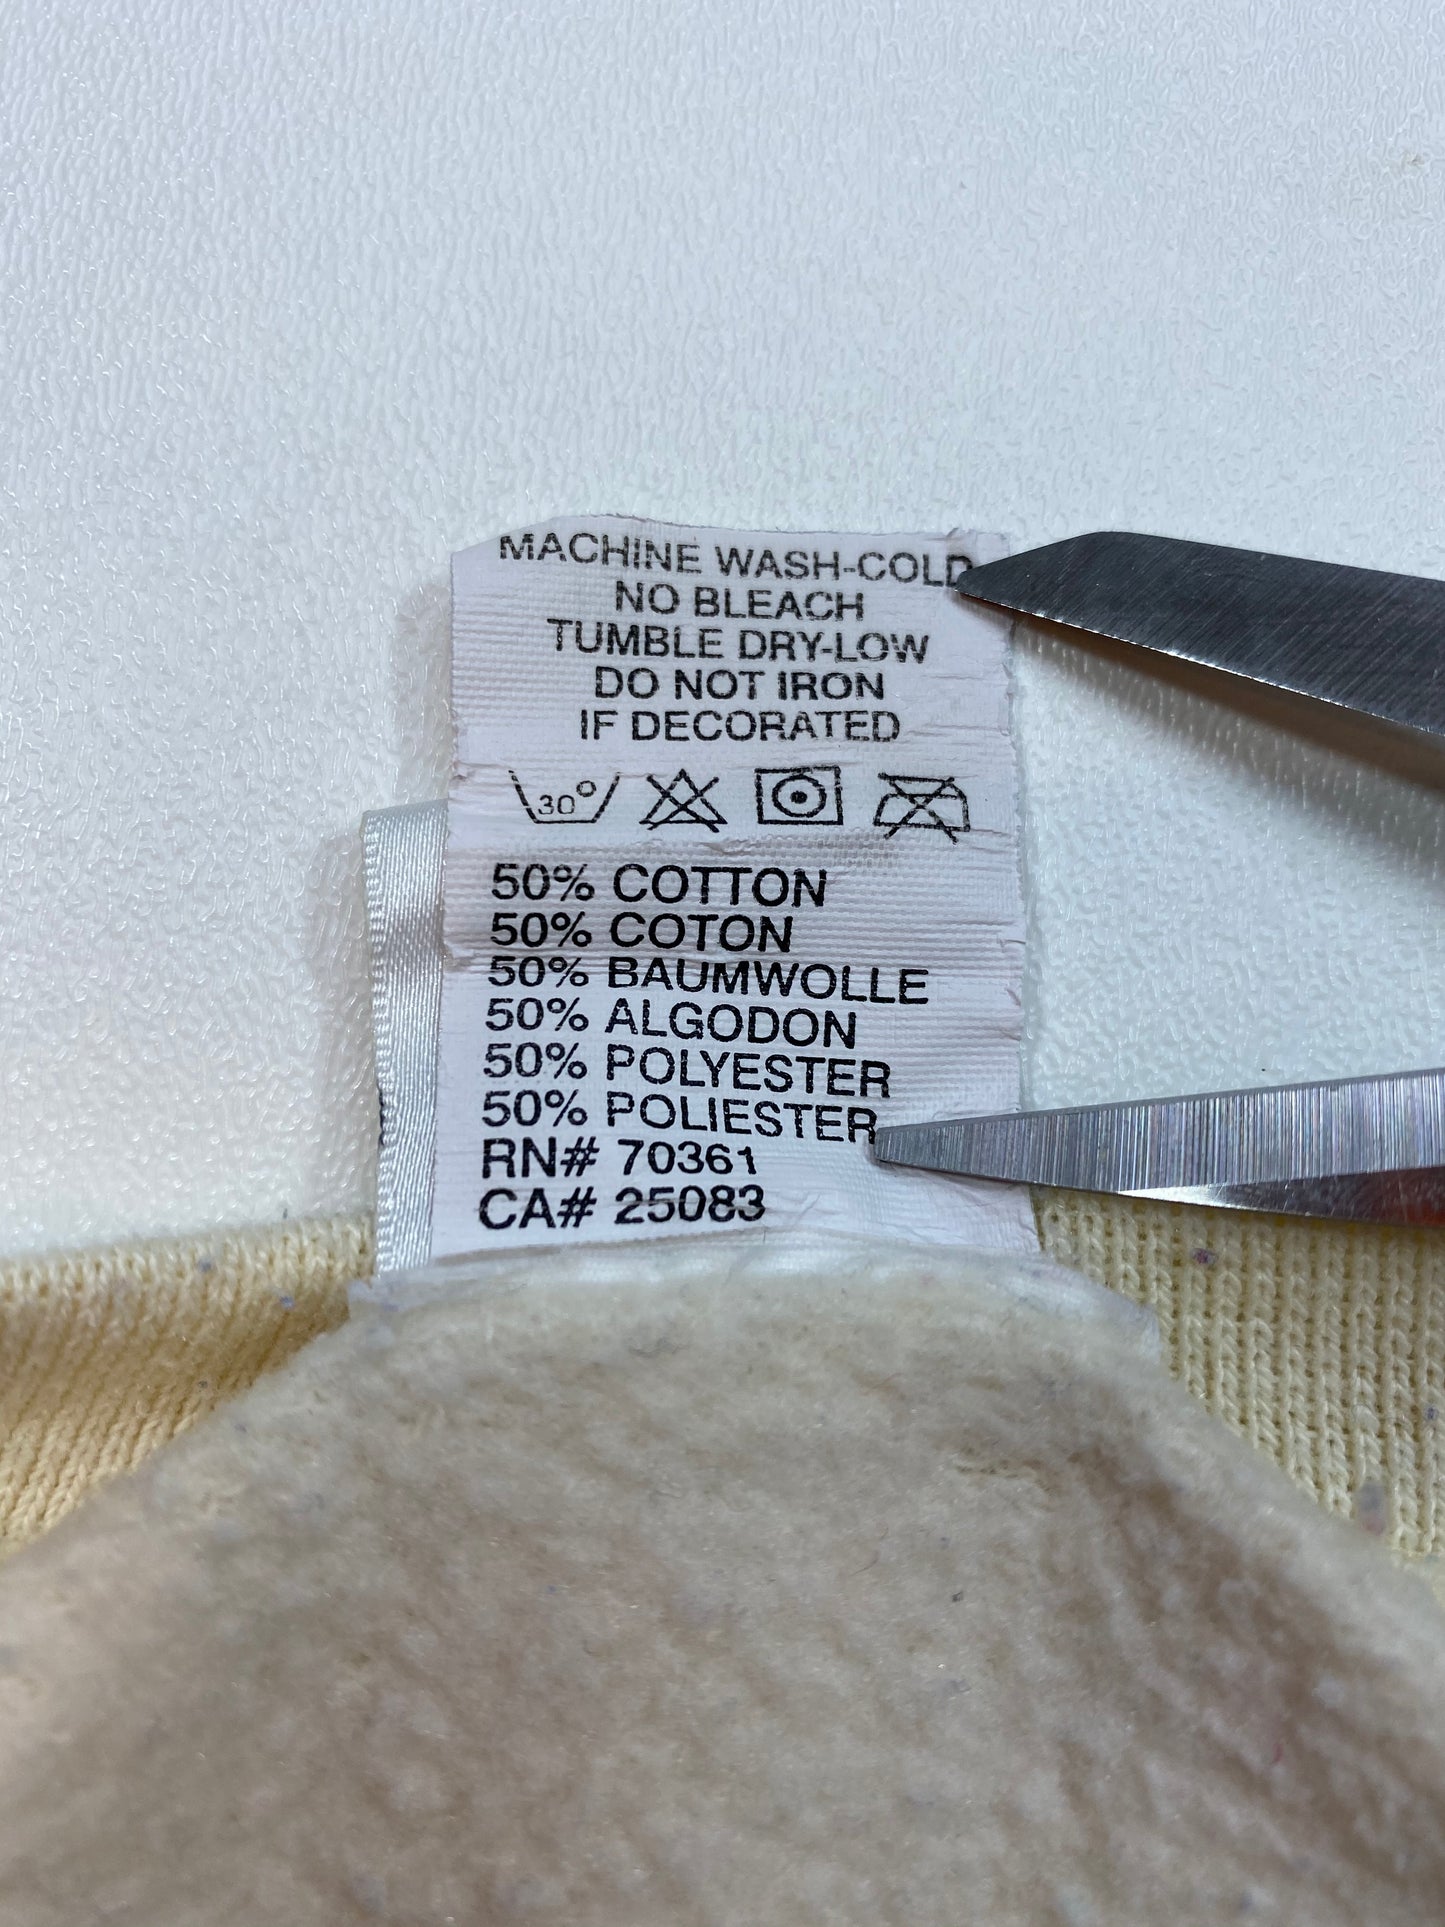 MACHINE WASH-COLD
NO BLEACH
TUMBLE DRY-LOW
DO NOT IRON
IF DECORATED
30°
50% COTTON
50% COTON
50% BAUMWOLLE
50% ALGODON
50% POLYESTER
50% POLIESTER
RN# 70361
CA# 25083